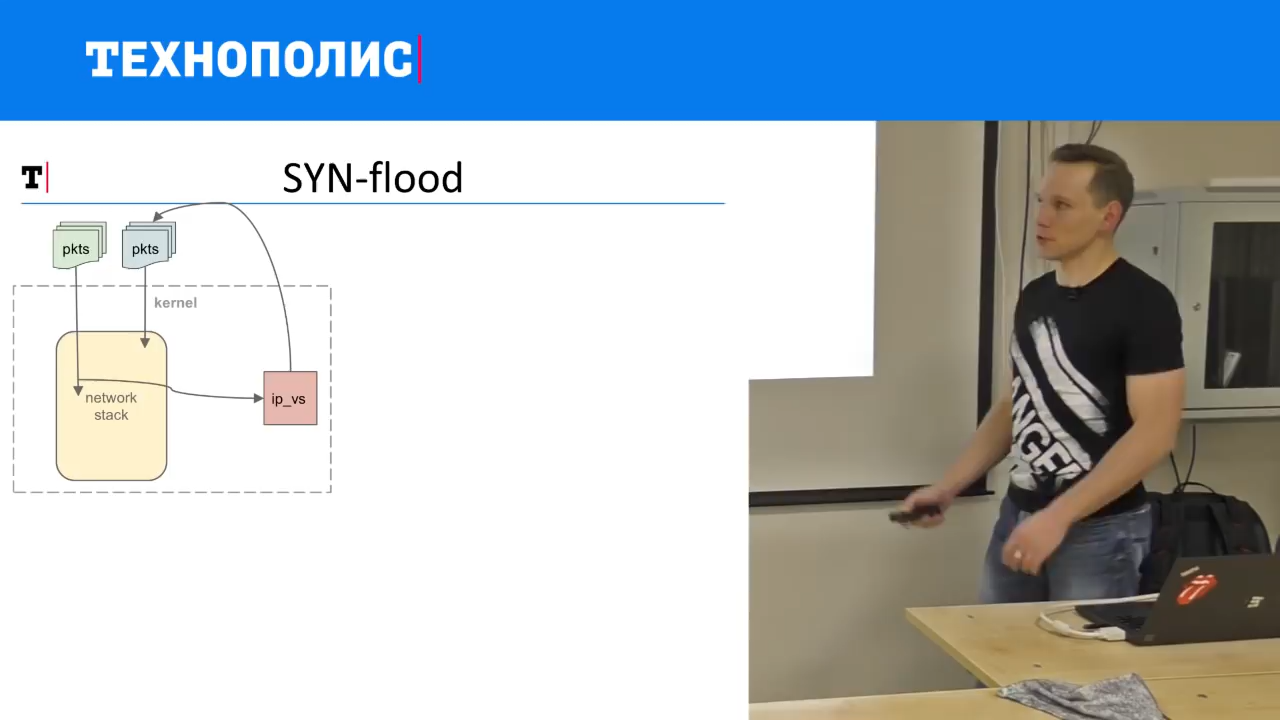 ТЕХНОПОЛИС
T
SYN-flood
pkts
pkts
kernel
network
stack
ip_vs